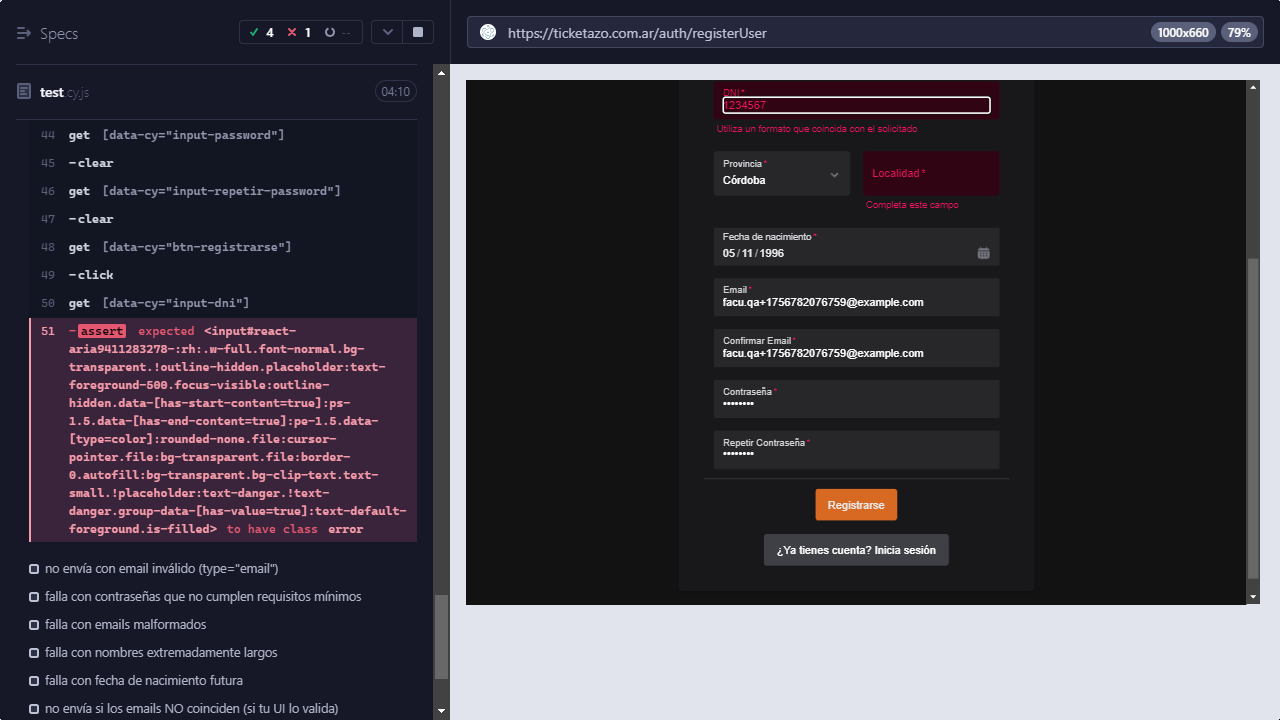 Specs
4 1 --
https://ticketazo.com.ar/auth/registerUser 1000x660 79%
test.cy.js 04:10
44 get [data-cy="input-password"]
45 -clear
46 get [data-cy="input-repetir-password"]
47 -clear
48 get [data-cy="btn-registrarse"]
49 -click
50 get [data-cy="input-dni"]
51 -assert expected <input#react-
aria9411283278-:rh:.w-full.font-normal.bg-
transparent.!outline-hidden.placeholder:text-
foreground-500.focus-visible:outline-
hidden.data-[has-start-content=true]:ps-
1.5.data-[has-end-content=true]:pe-1.5.data-
[type=color]:rounded-none.file:cursor-
pointer.file:bg-transparent.file:border-
0.autofill:bg-transparent.bg-clip-text.text-
small.!placeholder:text-danger.!text-
danger.group-data-[has-value=true]:text-default-
foreground.is-filled> to have class error
no envía con email inválido (type="email")
falla con contraseñas que no cumplen requisitos mínimos
falla con emails malformados
falla con nombres extremadamente largos
falla con fecha de nacimiento futura
no envía si los emails NO coinciden (si tu UI lo valida)
DNI*
1234567
Utiliza un formato que coincida con el solicitado
Provincia*
Córdoba
Localidad*
Completa este campo
Fecha de nacimiento*
05/11/1996
Email*
facu.qa+1756782076759@example.com
Confirmar Email*
facu.qa+1756782076759@example.com
Contraseña*
••••••••
Repetir Contraseña*
••••••••
Registrarse
¿Ya tienes cuenta? Inicia sesión